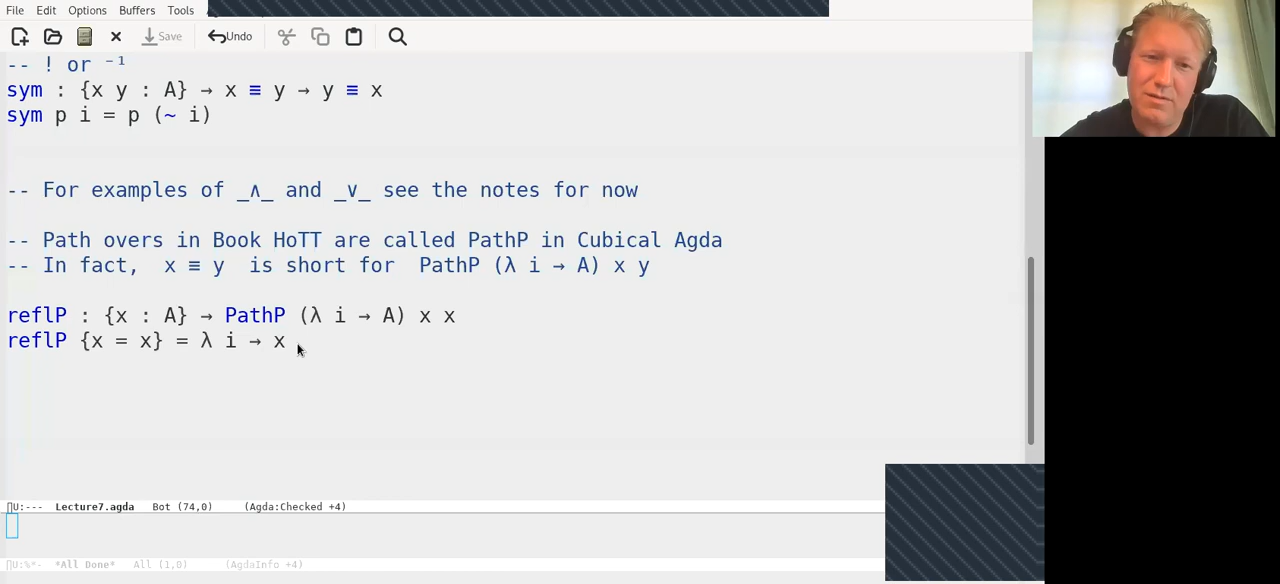 File Edit Options Buffers Tools
Save Undo
-- ! or ⁻¹
sym : {x y : A} → x ≡ y → y ≡ x
sym p i = p (~ i)
-- For examples of _∧_ and _∨_ see the notes for now
-- Path overs in Book HoTT are called PathP in Cubical Agda
-- In fact,  x ≡ y  is short for  PathP (λ i → A) x y
reflP : {x : A} → PathP (λ i → A) x x
reflP {x = x} = λ i → x
U:--- Lecture7.agda Bot (74,0) (Agda:Checked +4)
U:%*- *All Done* All (1,0) (AgdaInfo +4)